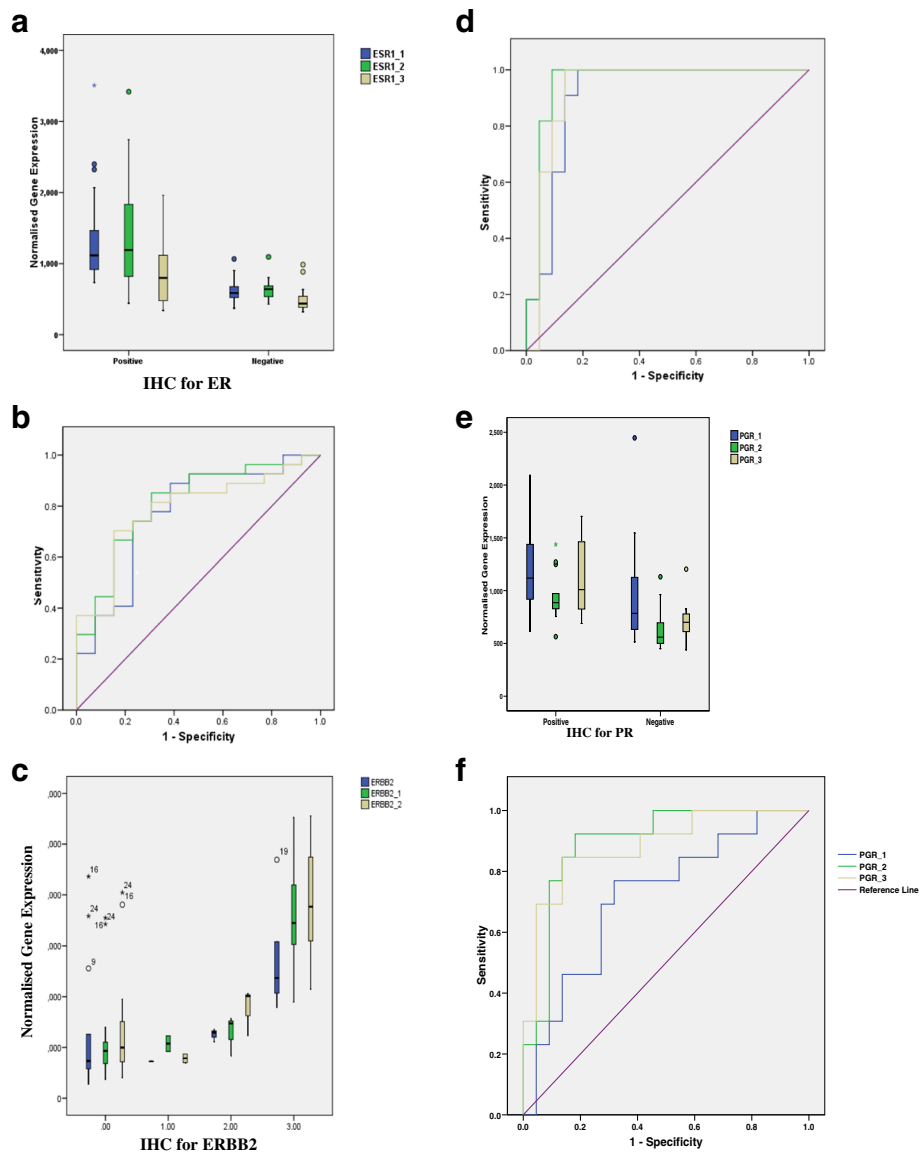 a
4,000
3,000
2,000
1,000
0
Normalised Gene Expression
Positive
Negative
IHC for ER
ESR1_1
ESR1_2
ESR1_3
*
b
1.0
0.8
0.6
0.4
0.2
0.0
Sensitivity
0.0 0.2 0.4 0.6 0.8 1.0
1 - Specificity
c
,000
,000
,000
,000
,000
,000
0
Normalised Gene Expression
16
24
9
24
16
24
16
19
.00 1.00 2.00 3.00
IHC for ERBB2
ERBB2
ERBB2_1
ERBB2_2
d
1.0
0.8
0.6
0.4
0.2
0.0
Sensitivity
0.0 0.2 0.4 0.6 0.8 1.0
1 - Specificity
e
2,500
2,000
1,500
1,000
500
0
Normalised Gene Expression
Positive
Negative
IHC for PR
PGR_1
PGR_2
PGR_3
f
1.0
0.8
0.6
0.4
0.2
0.0
Sensitivity
0.0 0.2 0.4 0.6 0.8 1.0
1 - Specificity
PGR_1
PGR_2
PGR_3
Reference Line